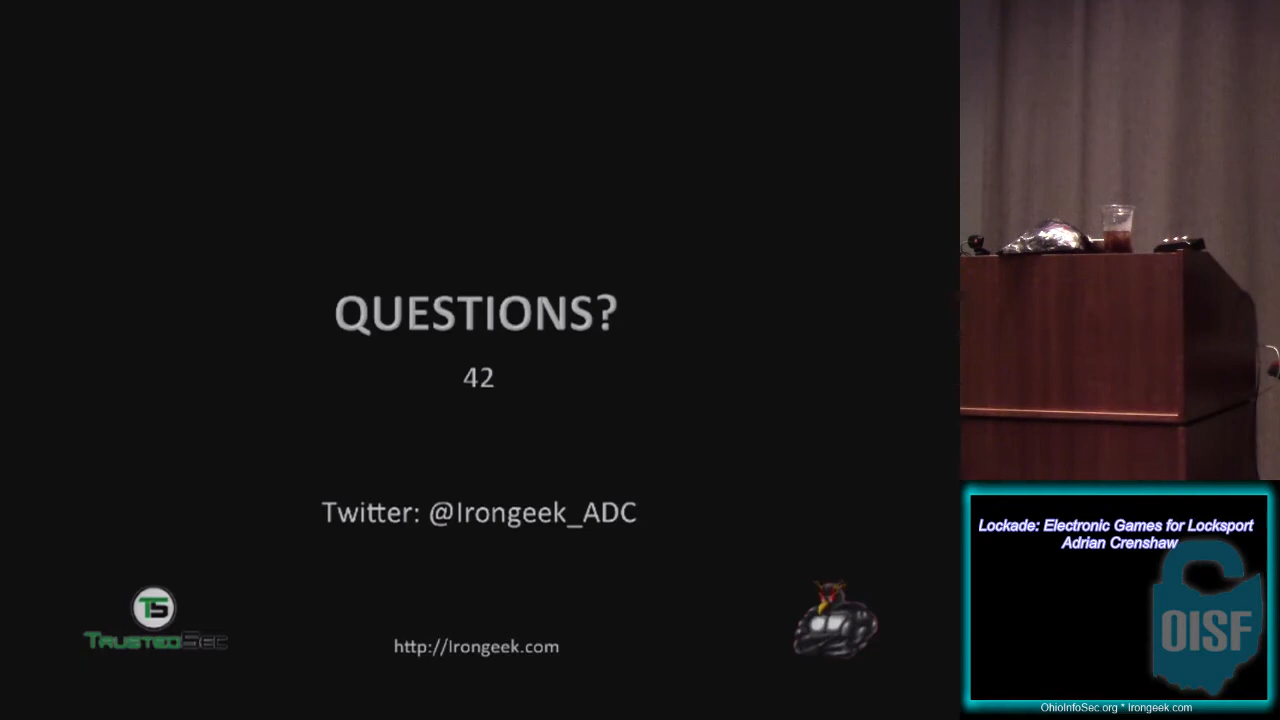 QUESTIONS?
42
Twitter: @Irongeek_ADC
TS
TRUSTEDSEC
http://Irongeek.com
Lockade: Electronic Games for Locksport
Adrian Crenshaw
OISF
OhioInfoSec.org * Irongeek.com